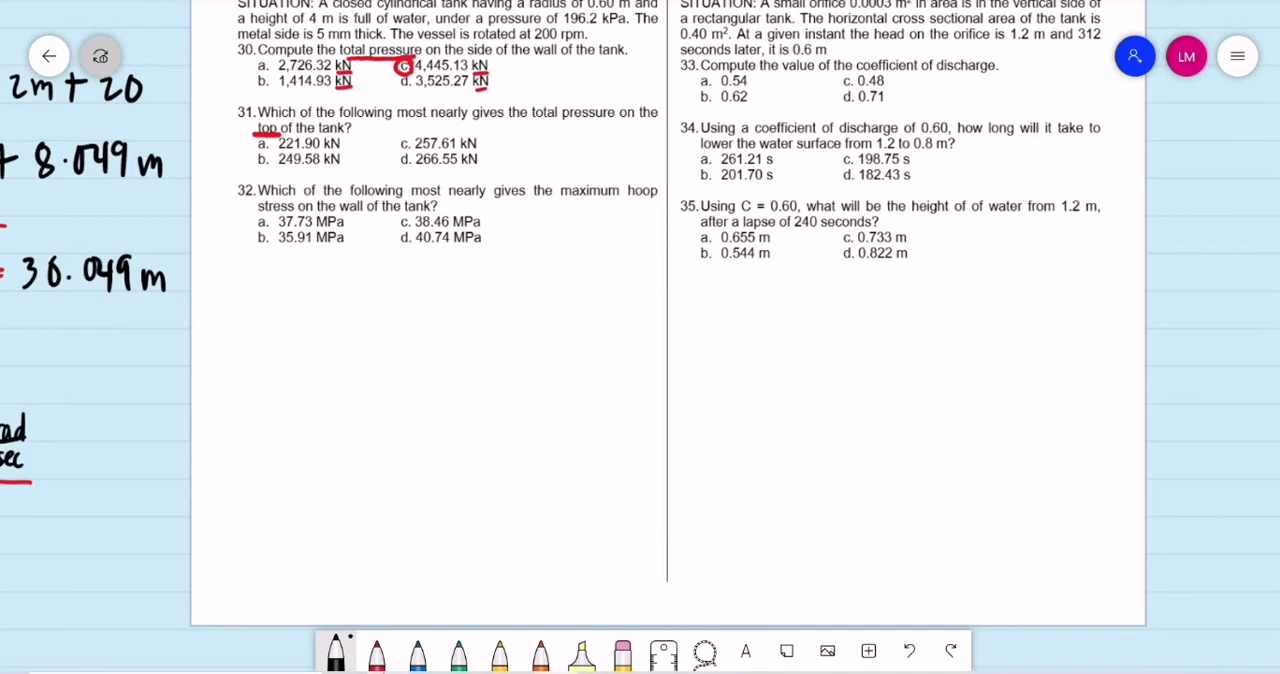 2m + 20
+ 8.049 m
= 36.049 m
rad
sec
SITUATION: A closed cylindrical tank having a radius of 0.60 m and
a height of 4 m is full of water, under a pressure of 196.2 kPa. The
metal side is 5 mm thick. The vessel is rotated at 200 rpm.
30. Compute the total pressure on the side of the wall of the tank.
a. 2,726.32 kN c. 4,445.13 kN
b. 1,414.93 kN d. 3,525.27 kN
31. Which of the following most nearly gives the total pressure on the
top of the tank?
a. 221.90 kN c. 257.61 kN
b. 249.58 kN d. 266.55 kN
32. Which of the following most nearly gives the maximum hoop
stress on the wall of the tank?
a. 37.73 MPa c. 38.46 MPa
b. 35.91 MPa d. 40.74 MPa
SITUATION: A small orifice 0.0003 m² in area is in the vertical side of
a rectangular tank. The horizontal cross sectional area of the tank is
0.40 m². At a given instant the head on the orifice is 1.2 m and 312
seconds later, it is 0.6 m
33. Compute the value of the coefficient of discharge.
a. 0.54 c. 0.48
b. 0.62 d. 0.71
34. Using a coefficient of discharge of 0.60, how long will it take to
lower the water surface from 1.2 to 0.8 m?
a. 261.21 s c. 198.75 s
b. 201.70 s d. 182.43 s
35. Using C = 0.60, what will be the height of of water from 1.2 m,
after a lapse of 240 seconds?
a. 0.655 m c. 0.733 m
b. 0.544 m d. 0.822 m
LM
A